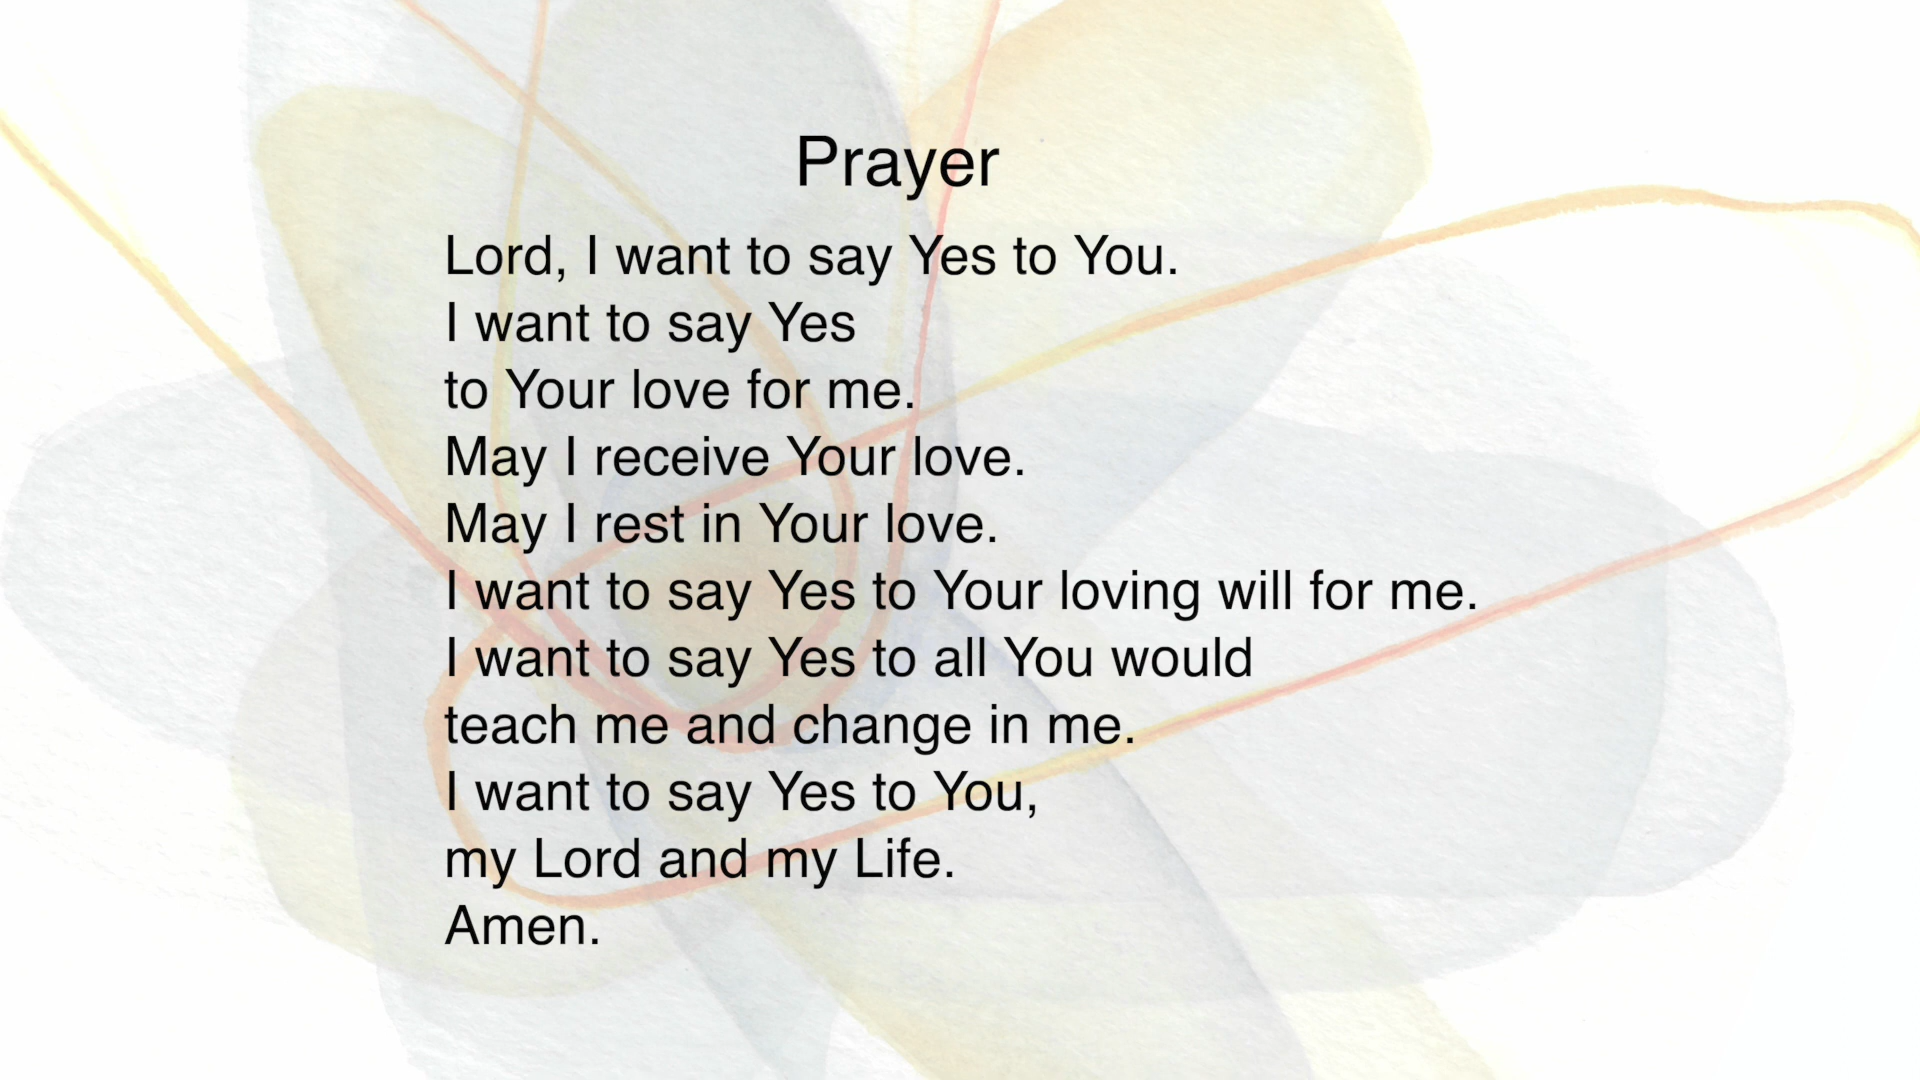 Prayer
Lord, I want to say Yes to You.
I want to say Yes
to Your love for me.
May I receive Your love.
May I rest in Your love.
I want to say Yes to Your loving will for me.
I want to say Yes to all You would
teach me and change in me.
I want to say Yes to You,
my Lord and my Life.
Amen.